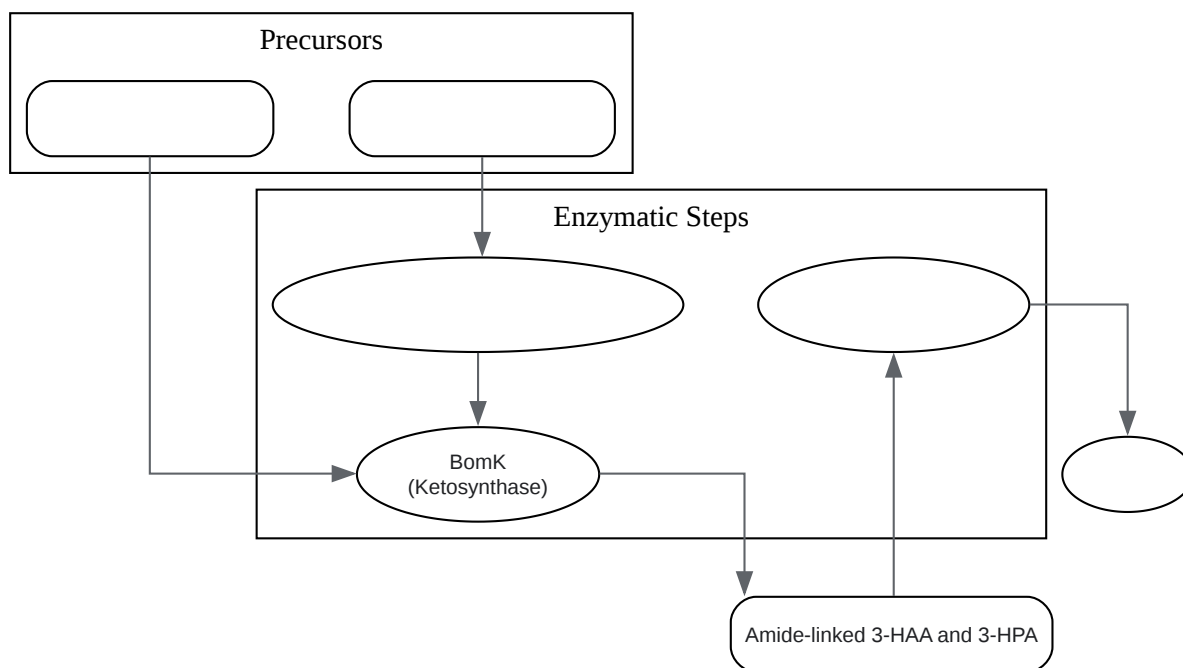 Precursors
Enzymatic Steps
BomK
(Ketosynthase)
Amide-linked 3-HAA and 3-HPA